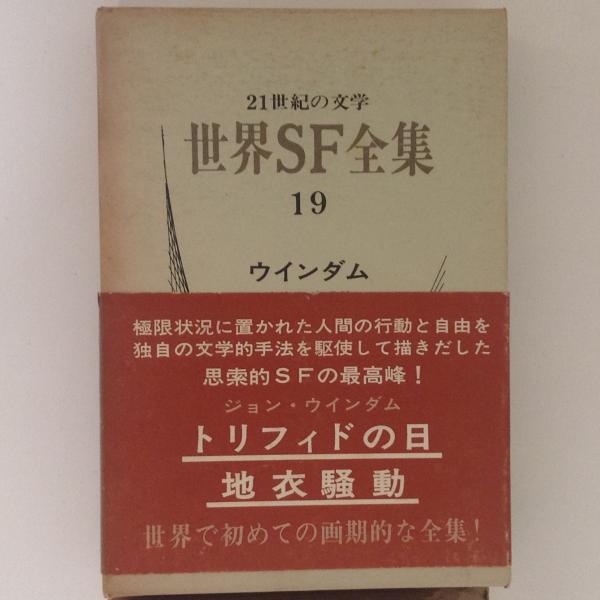 21世紀の文学
世界SF全集
19
ウインダム
極限状況に置かれた人間の行動と自由を
独自の文学的手法を駆使して描きだした
思索的SFの最高峰！
ジョン・ウインダム
トリフィドの日
地衣騒動
世界で初めての画期的な全集！